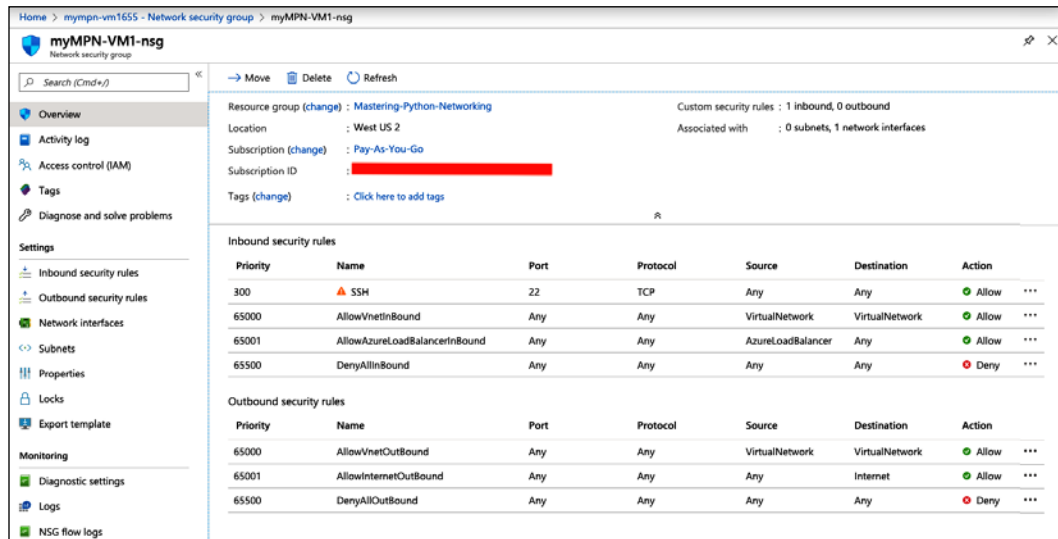 Home > mympn-vm1655 - Network security group > myMPN-VM1-nsg
myMPN-VM1-nsg
Network security group
Search (Cmd+/)
«
Overview
Activity log
Access control (IAM)
Tags
Diagnose and solve problems
Settings
Inbound security rules
Outbound security rules
Network interfaces
Subnets
Properties
Locks
Export template
Monitoring
Diagnostic settings
Logs
NSG flow logs
Move Delete Refresh
Resource group (change) : Mastering-Python-Networking
Location : West US 2
Subscription (change) : Pay-As-You-Go
Subscription ID :
Tags (change) : Click here to add tags
Custom security rules : 1 inbound, 0 outbound
Associated with : 0 subnets, 1 network interfaces
Inbound security rules
Priority Name Port Protocol Source Destination Action
300 SSH 22 TCP Any Any Allow ...
65000 AllowVnetInBound Any Any VirtualNetwork VirtualNetwork Allow ...
65001 AllowAzureLoadBalancerInBound Any Any AzureLoadBalancer Any Allow ...
65500 DenyAllInBound Any Any Any Any Deny ...
Outbound security rules
Priority Name Port Protocol Source Destination Action
65000 AllowVnetOutBound Any Any VirtualNetwork VirtualNetwork Allow ...
65001 AllowInternetOutBound Any Any Any Internet Allow ...
65500 DenyAllOutBound Any Any Any Any Deny ...